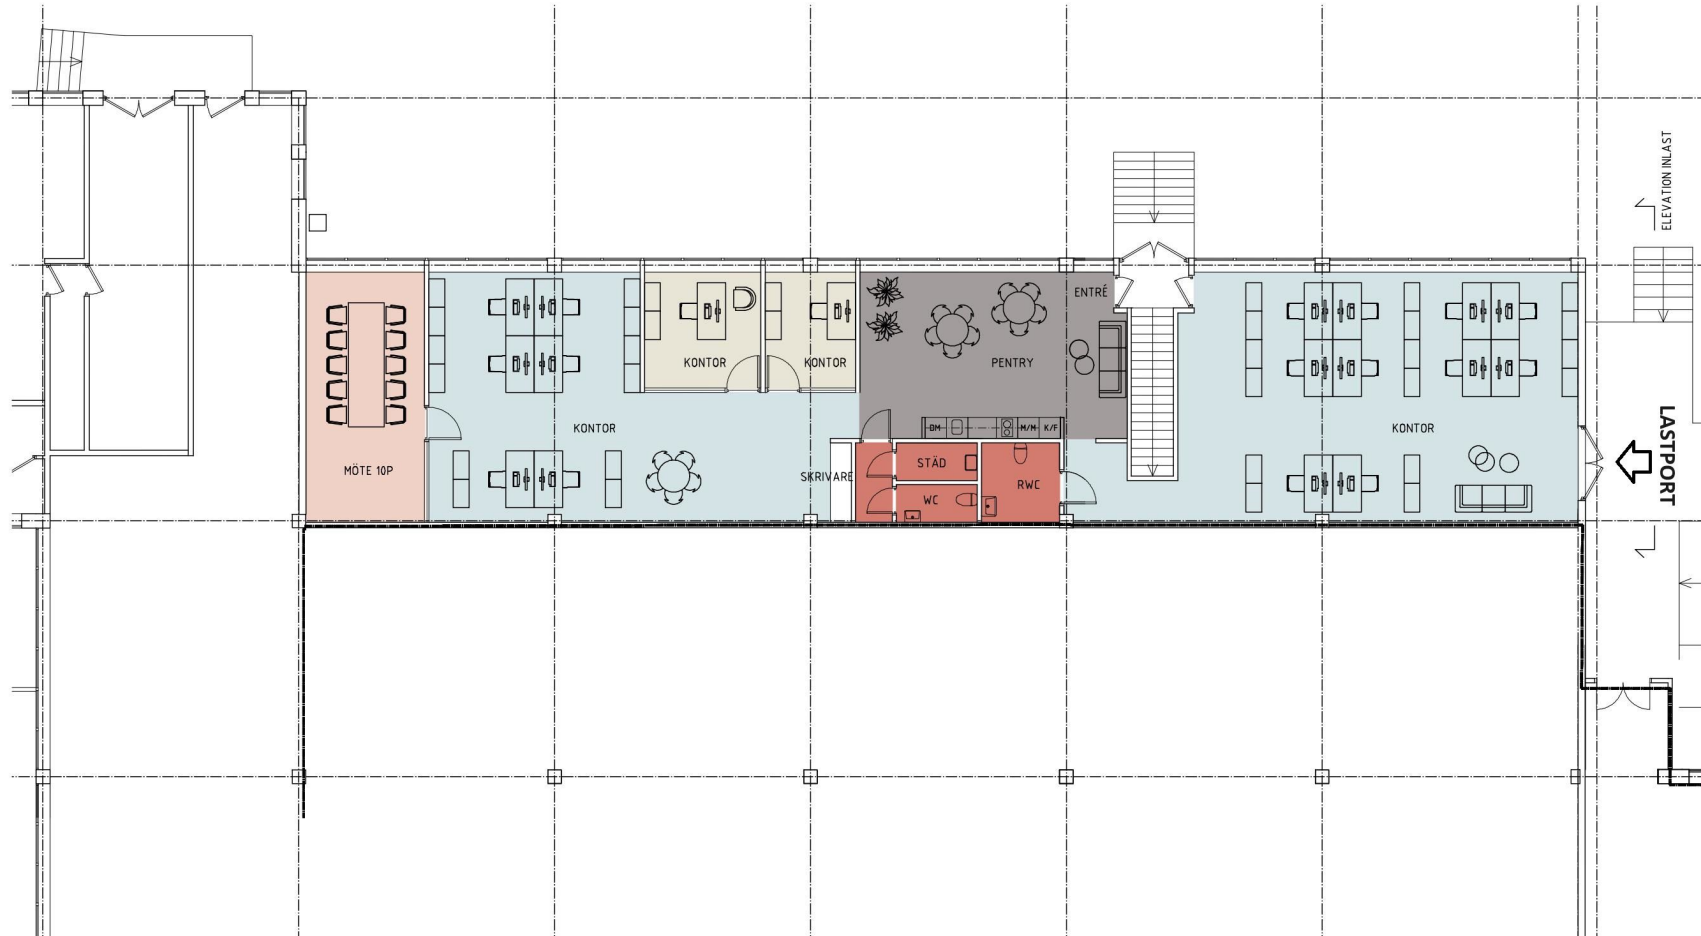 ELEVATION INLAST
ENTRÉ
KONTOR
KONTOR
PENTRY
KONTOR
KONTOR
LASTPORT
DM
M/M
K/F
MÖTE 10P
SKRIVARE
STÄD
RWC
WC